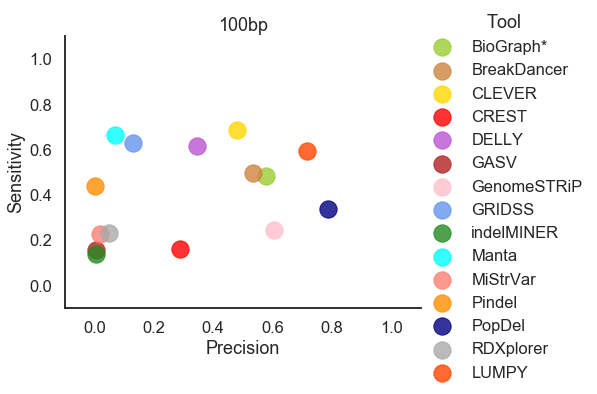 100bp
Tool
BioGraph*
BreakDancer
CLEVER
CREST
DELLY
GASV
GenomeSTRiP
GRIDSS
indelMINER
Manta
MiStrVar
Pindel
PopDel
RDXplorer
LUMPY
Sensitivity
1.0
0.8
0.6
0.4
0.2
0.0
0.0 0.2 0.4 0.6 0.8 1.0
Precision